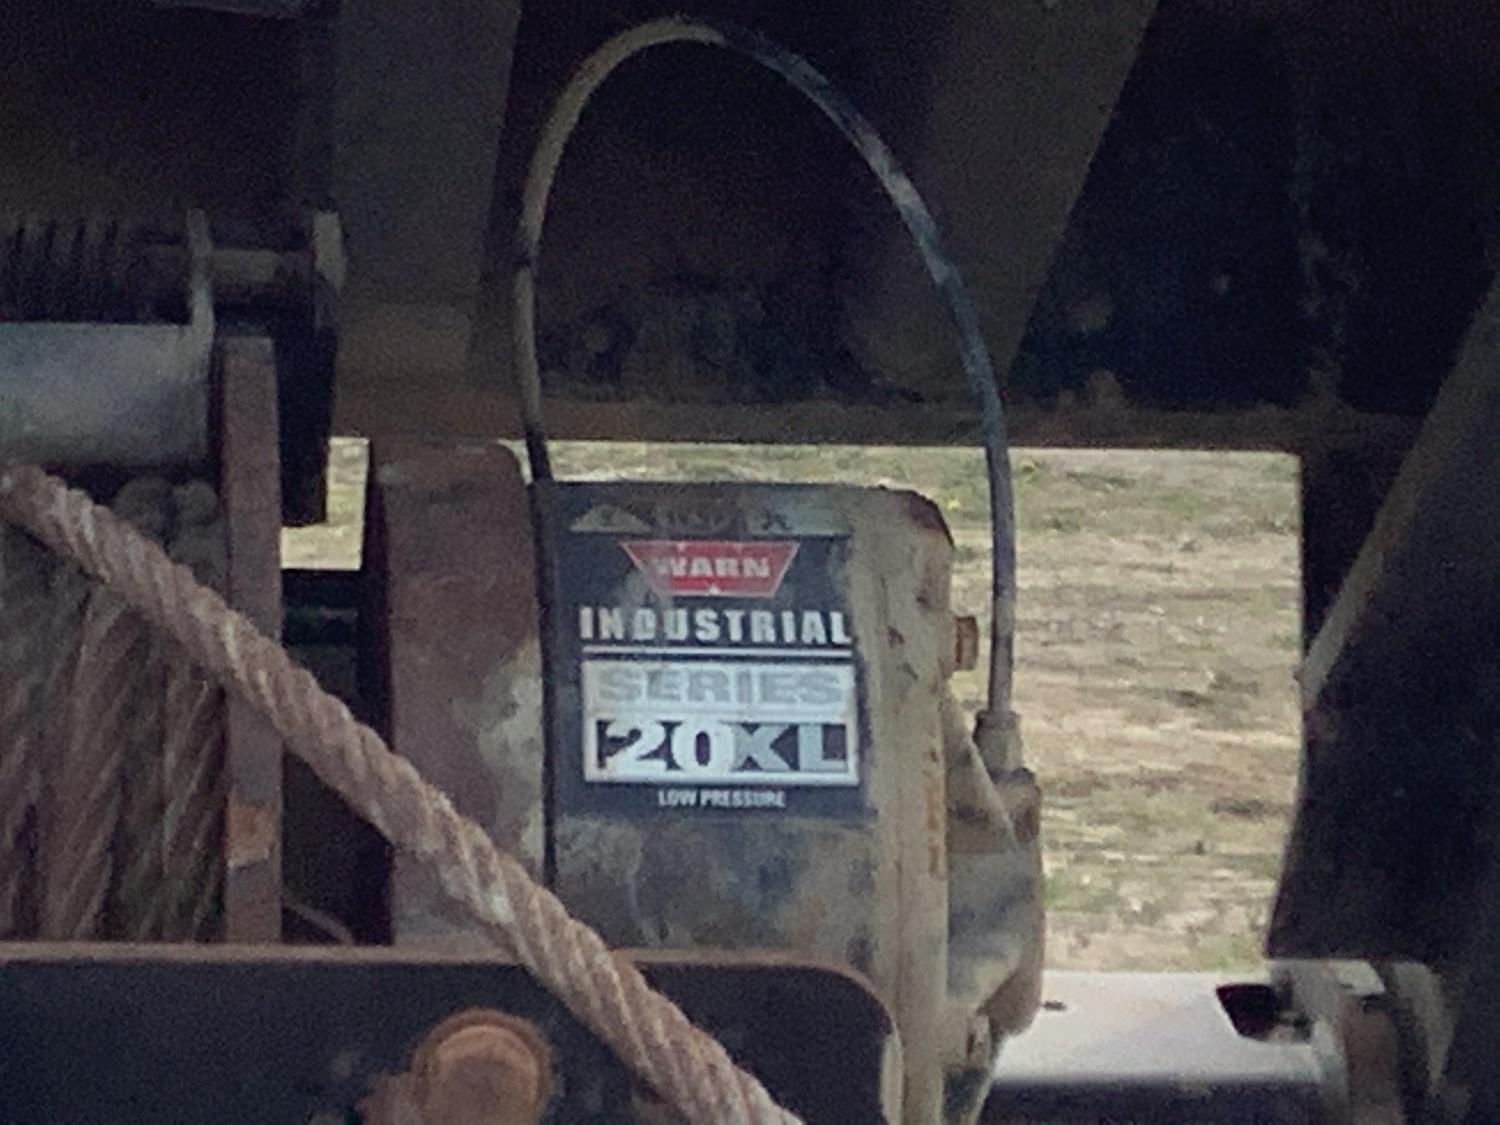 WARN
INDUSTRIAL
SERIES
20XL
LOW PRESSURE